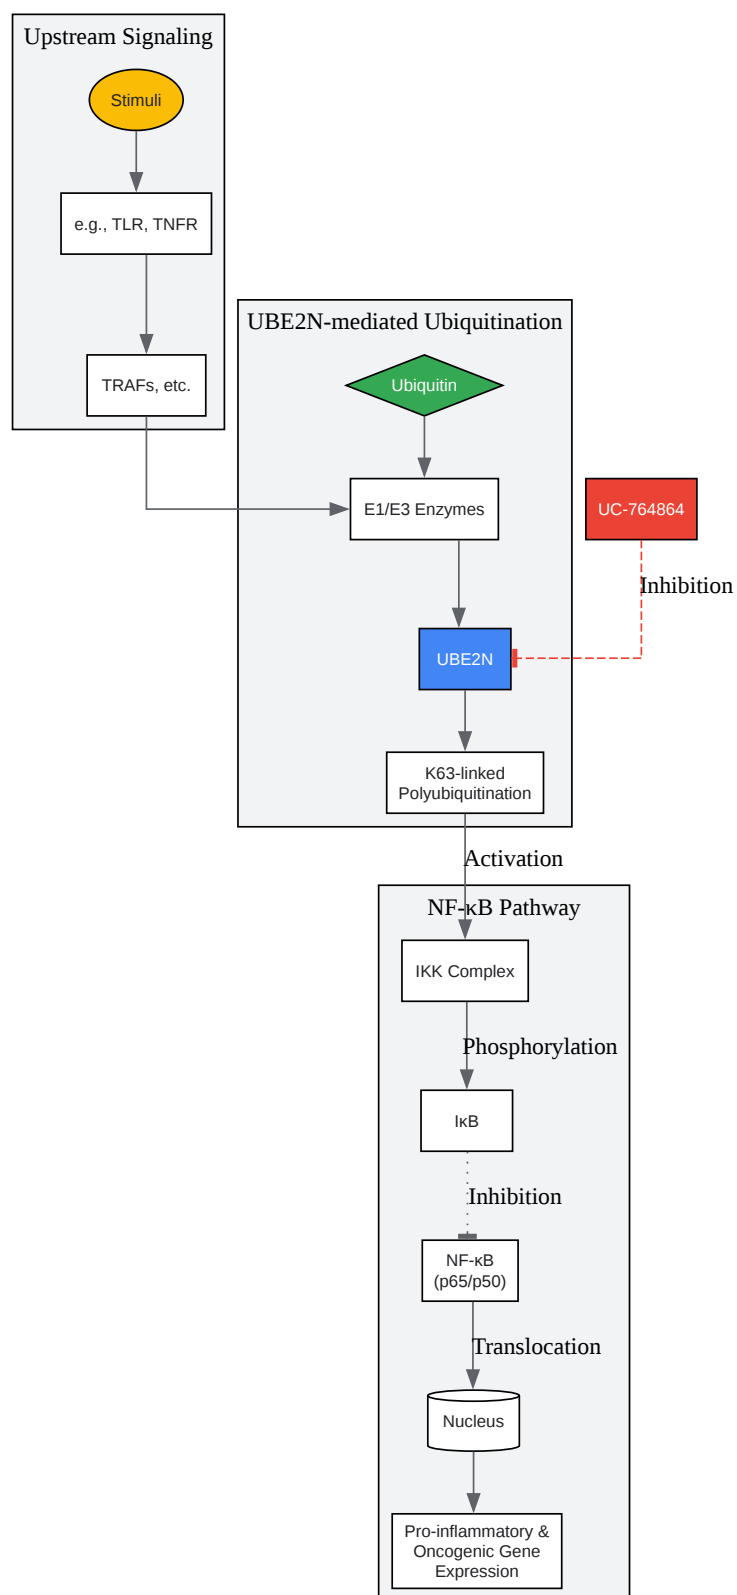 Upstream Signaling
Stimuli
e.g., TLR, TNFR
TRAFs, etc.
UBE2N-mediated Ubiquitination
Ubiquitin
E1/E3 Enzymes
UC-764864
Inhibition
UBE2N
K63-linked
Polyubiquitination
Activation
NF-κB Pathway
IKK Complex
Phosphorylation
IκB
Inhibition
NF-κB
(p65/p50)
Translocation
Nucleus
Pro-inflammatory &
Oncogenic Gene
Expression